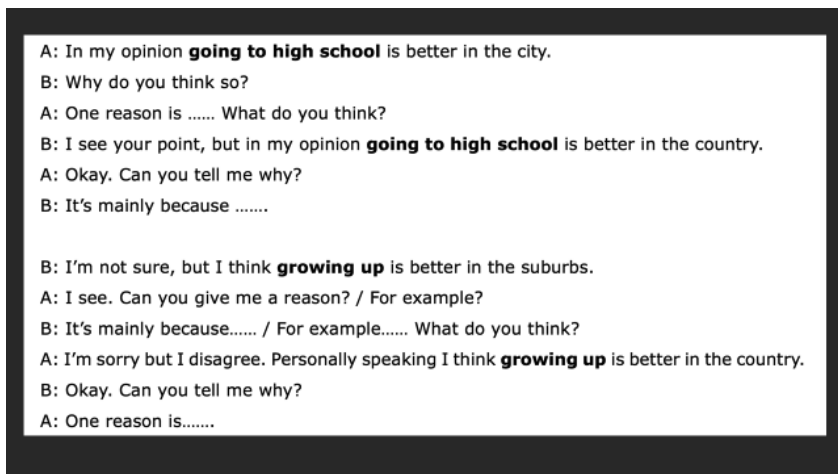 A: In my opinion going to high school is better in the city.
B: Why do you think so?
A: One reason is ...... What do you think?
B: I see your point, but in my opinion going to high school is better in the country.
A: Okay. Can you tell me why?
B: It's mainly because .......
B: I'm not sure, but I think growing up is better in the suburbs.
A: I see. Can you give me a reason? / For example?
B: It's mainly because...... / For example...... What do you think?
A: I'm sorry but I disagree. Personally speaking I think growing up is better in the country.
B: Okay. Can you tell me why?
A: One reason is.......